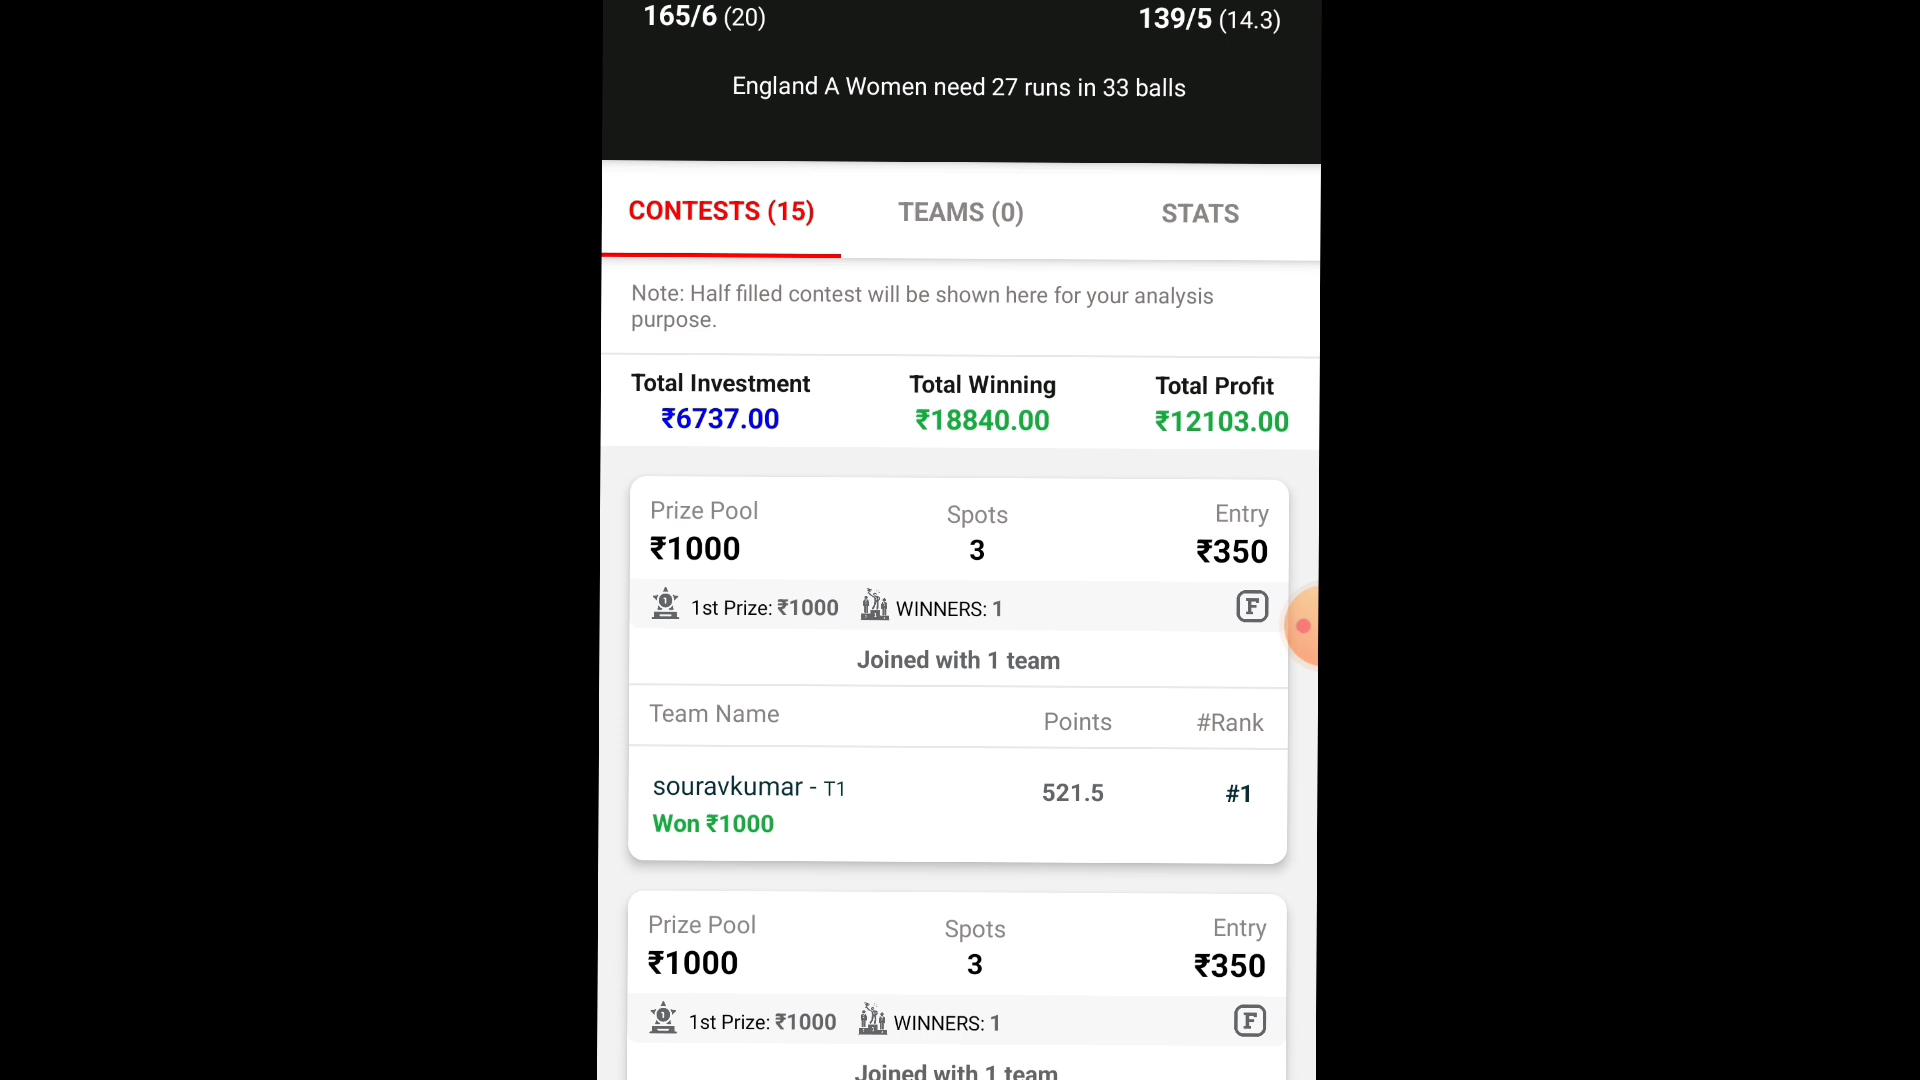 165/6 (20) 139/5 (14.3)
England A Women need 27 runs in 33 balls
CONTESTS (15) TEAMS (0) STATS
Note: Half filled contest will be shown here for your analysis
purpose.
Total Investment Total Winning Total Profit
₹6737.00 ₹18840.00 ₹12103.00
Prize Pool Spots Entry
₹1000 3 ₹350
1st Prize: ₹1000 WINNERS: 1 F
Joined with 1 team
Team Name Points #Rank
souravkumar - T1 521.5 #1
Won ₹1000
Prize Pool Spots Entry
₹1000 3 ₹350
1st Prize: ₹1000 WINNERS: 1 F
Joined with 1 team